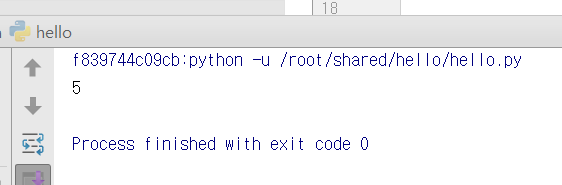 18
hello
f839744c09cb:python -u /root/shared/hello/hello.py
5
Process finished with exit code 0